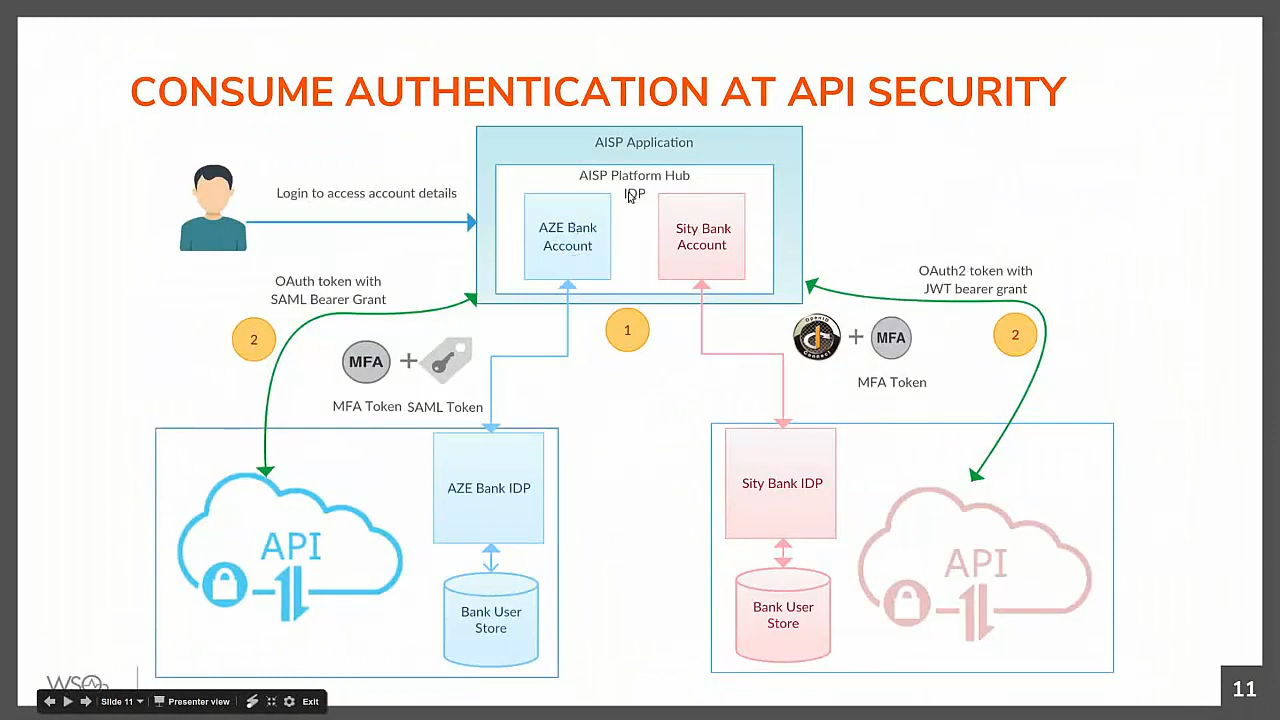 CONSUME AUTHENTICATION AT API SECURITY
AISP Application
AISP Platform Hub
IDP
Login to access account details
AZE Bank
Account
Sity Bank
Account
OAuth token with
SAML Bearer Grant
OAuth2 token with
JWT bearer grant
2
1
2
MFA
+
OpenID
Connect
+
MFA
MFA Token
MFA Token SAML Token
AZE Bank IDP
Sity Bank IDP
API
API
Bank User
Store
Bank User
Store
WSO2
Slide 11
Presenter view
Exit
11